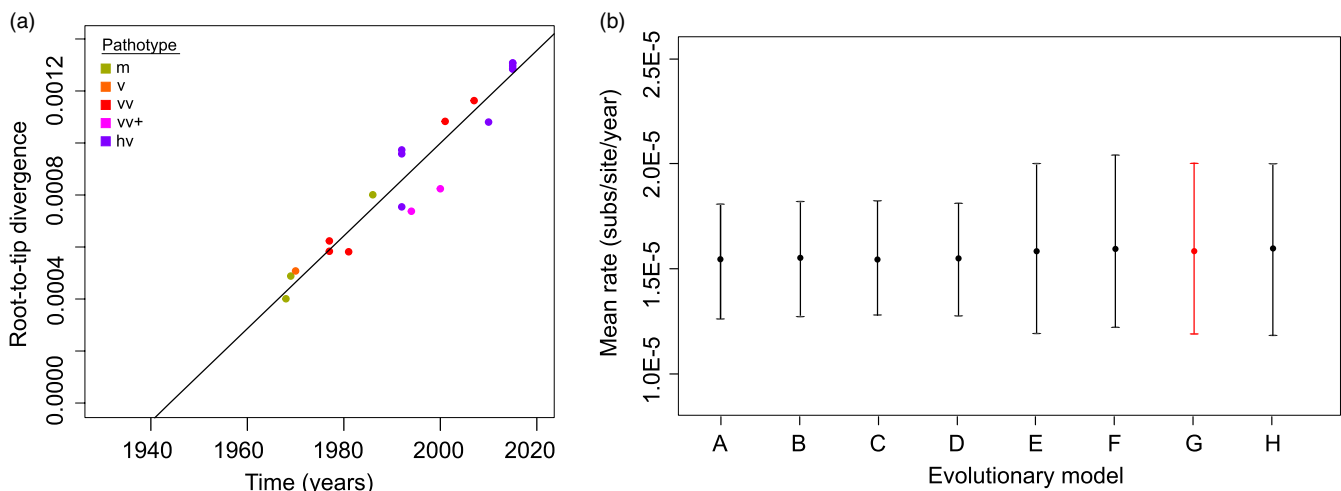 (a)
Pathotype
m
v
vv
vv+
hv
Root-to-tip divergence
0.0000
0.0004
0.0008
0.0012
1940
1960
1980
2000
2020
Time (years)
(b)
Mean rate (subs/site/year)
1.0E-5
1.5E-5
2.0E-5
2.5E-5
A B C D E F G H
Evolutionary model